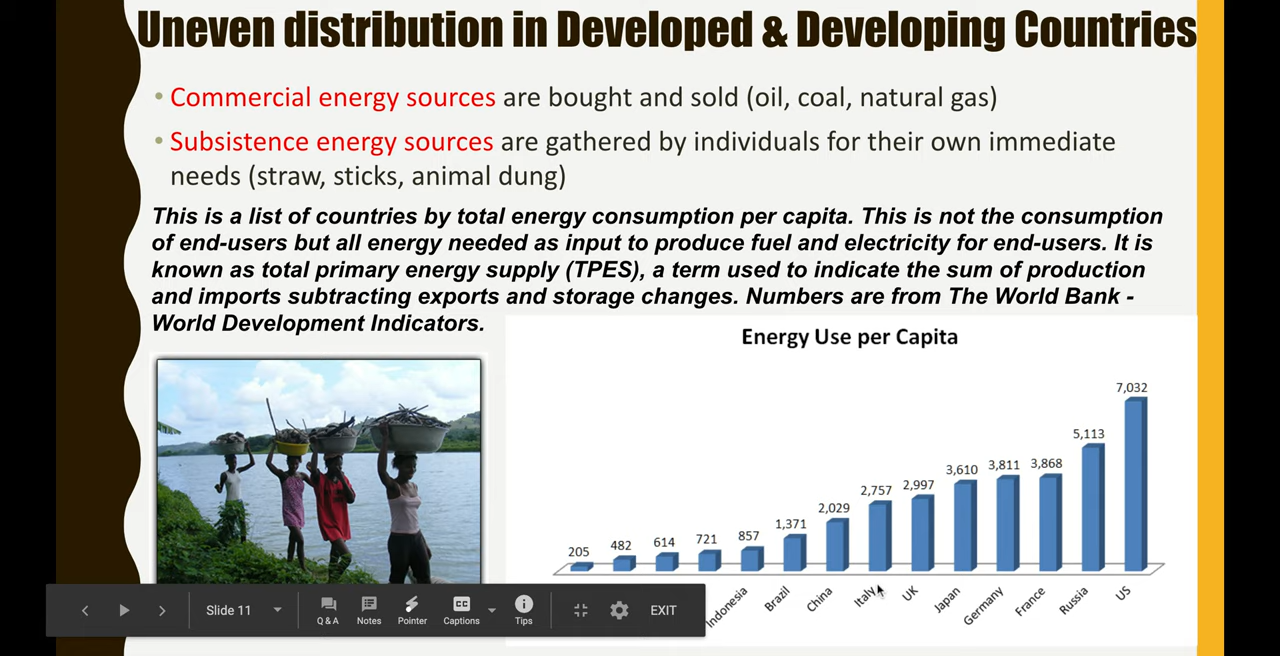 Uneven distribution in Developed & Developing Countries
• Commercial energy sources are bought and sold (oil, coal, natural gas)
• Subsistence energy sources are gathered by individuals for their own immediate
needs (straw, sticks, animal dung)
This is a list of countries by total energy consumption per capita. This is not the consumption
of end-users but all energy needed as input to produce fuel and electricity for end-users. It is
known as total primary energy supply (TPES), a term used to indicate the sum of production
and imports subtracting exports and storage changes. Numbers are from The World Bank -
World Development Indicators.
Energy Use per Capita
205 482 614 721 857 1,371 2,029 2,757 2,997 3,610 3,811 3,868 5,113 7,032
Indonesia Brazil China Italy UK Japan Germany France Russia US
Slide 11
Q & A Notes Pointer Captions Tips
CC
EXIT